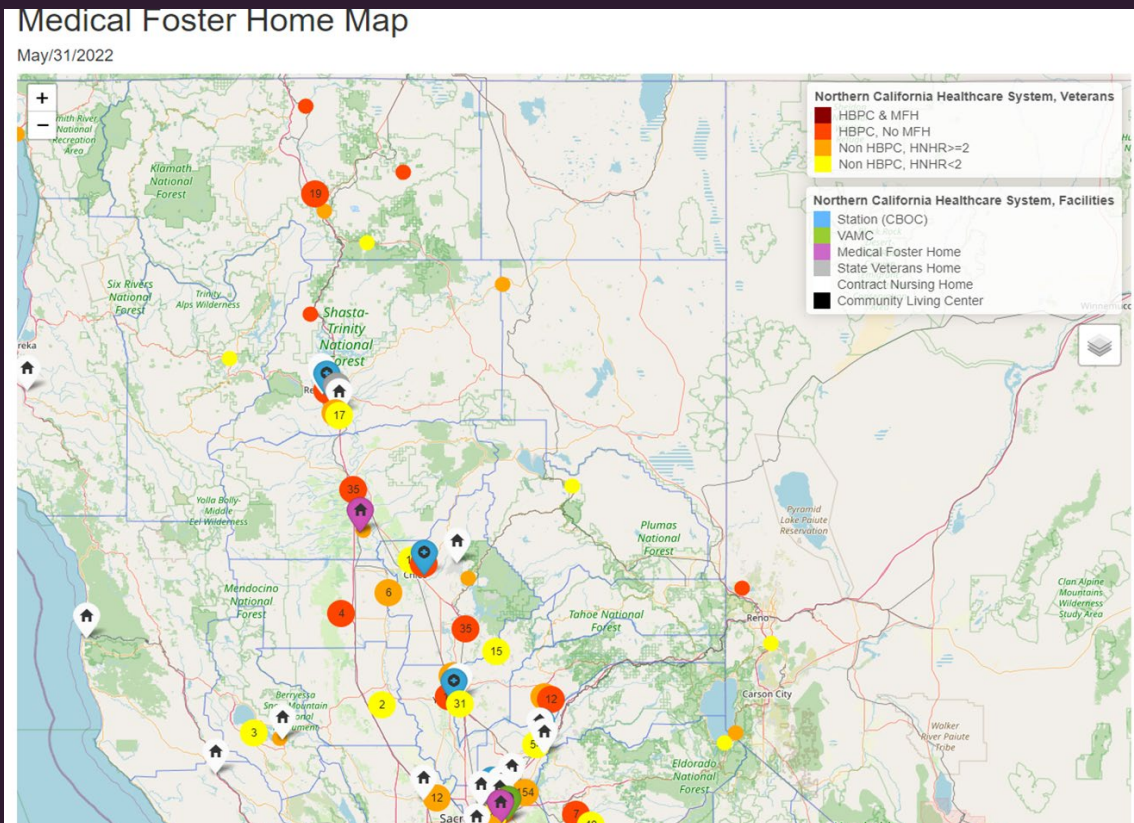 Medical Foster Home Map
May/31/2022
+
−
Northern California Healthcare System, Veterans
HBPC & MFH
HBPC, No MFH
Non HBPC, HNHR>=2
Non HBPC, HNHR<2
Northern California Healthcare System, Facilities
Station (CBOC)
VAMC
Medical Foster Home
State Veterans Home
Contract Nursing Home
Community Living Center
National
Recreation
Area
Klamath
National
Forest
19
Six Rivers
National
Forest
Trinity
Alps Wilderness
Shasta-
Trinity
National
Forest
17
35
Yolla Bolly-
Middle
Eel Wilderness
Plumas
National
Forest
Pyramid
Lake Paiute
Reservation
Mendocino
National
Forest
6
4
35
15
Tahoe National
Forest
Reno
Clan Alpine
Mountains
Wilderness
Study Area
2
31
12
Carson City
Berryessa
3
Walker
River Paiute
Tribe
Eldorado
National
Forest
12
154
7